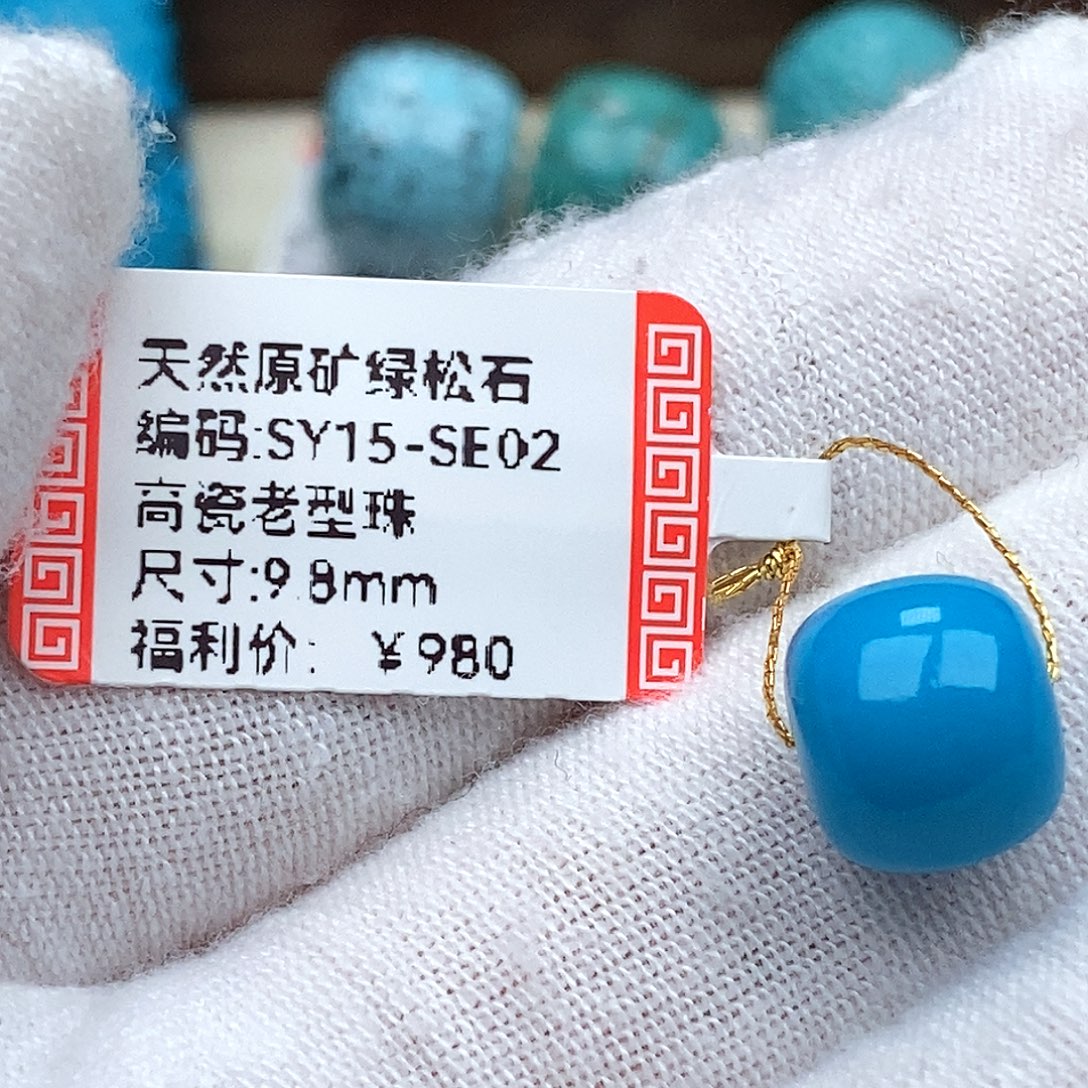 天然原矿绿松石
编码:SY15-SE02
高瓷老型珠
尺寸:9.8mm
福利价: ¥980